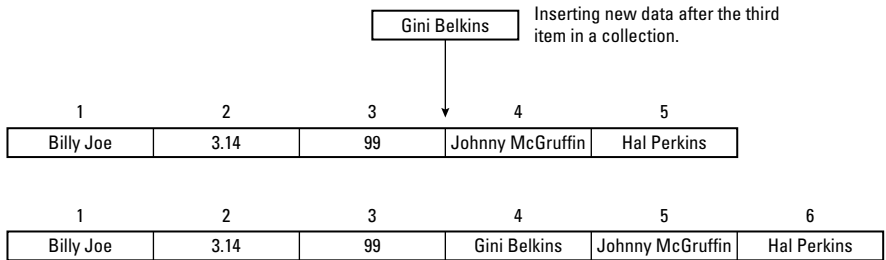 Gini Belkins
Inserting new data after the third
item in a collection.
1 2 3 4 5
Billy Joe 3.14 99 Johnny McGruffin Hal Perkins
1 2 3 4 5 6
Billy Joe 3.14 99 Gini Belkins Johnny McGruffin Hal Perkins